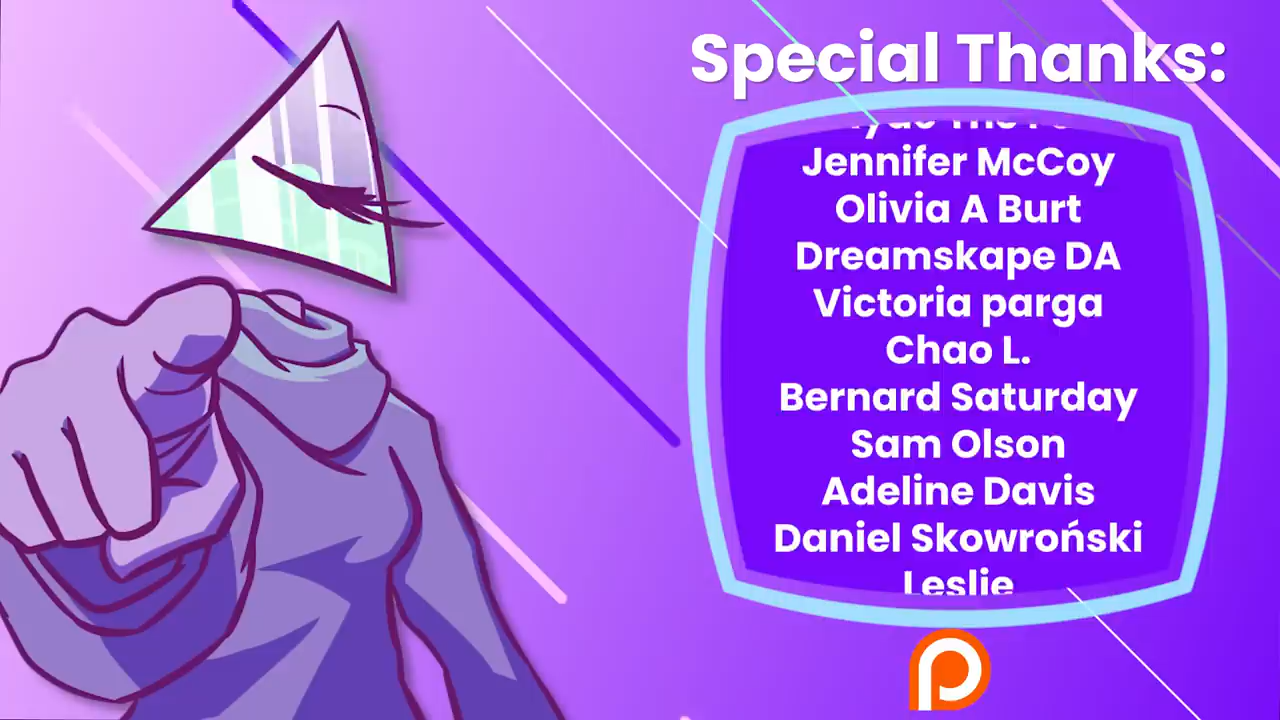 Special Thanks:
Jennifer McCoy
Olivia A Burt
Dreamskape DA
Victoria parga
Chao L.
Bernard Saturday
Sam Olson
Adeline Davis
Daniel Skowroński
Leslie